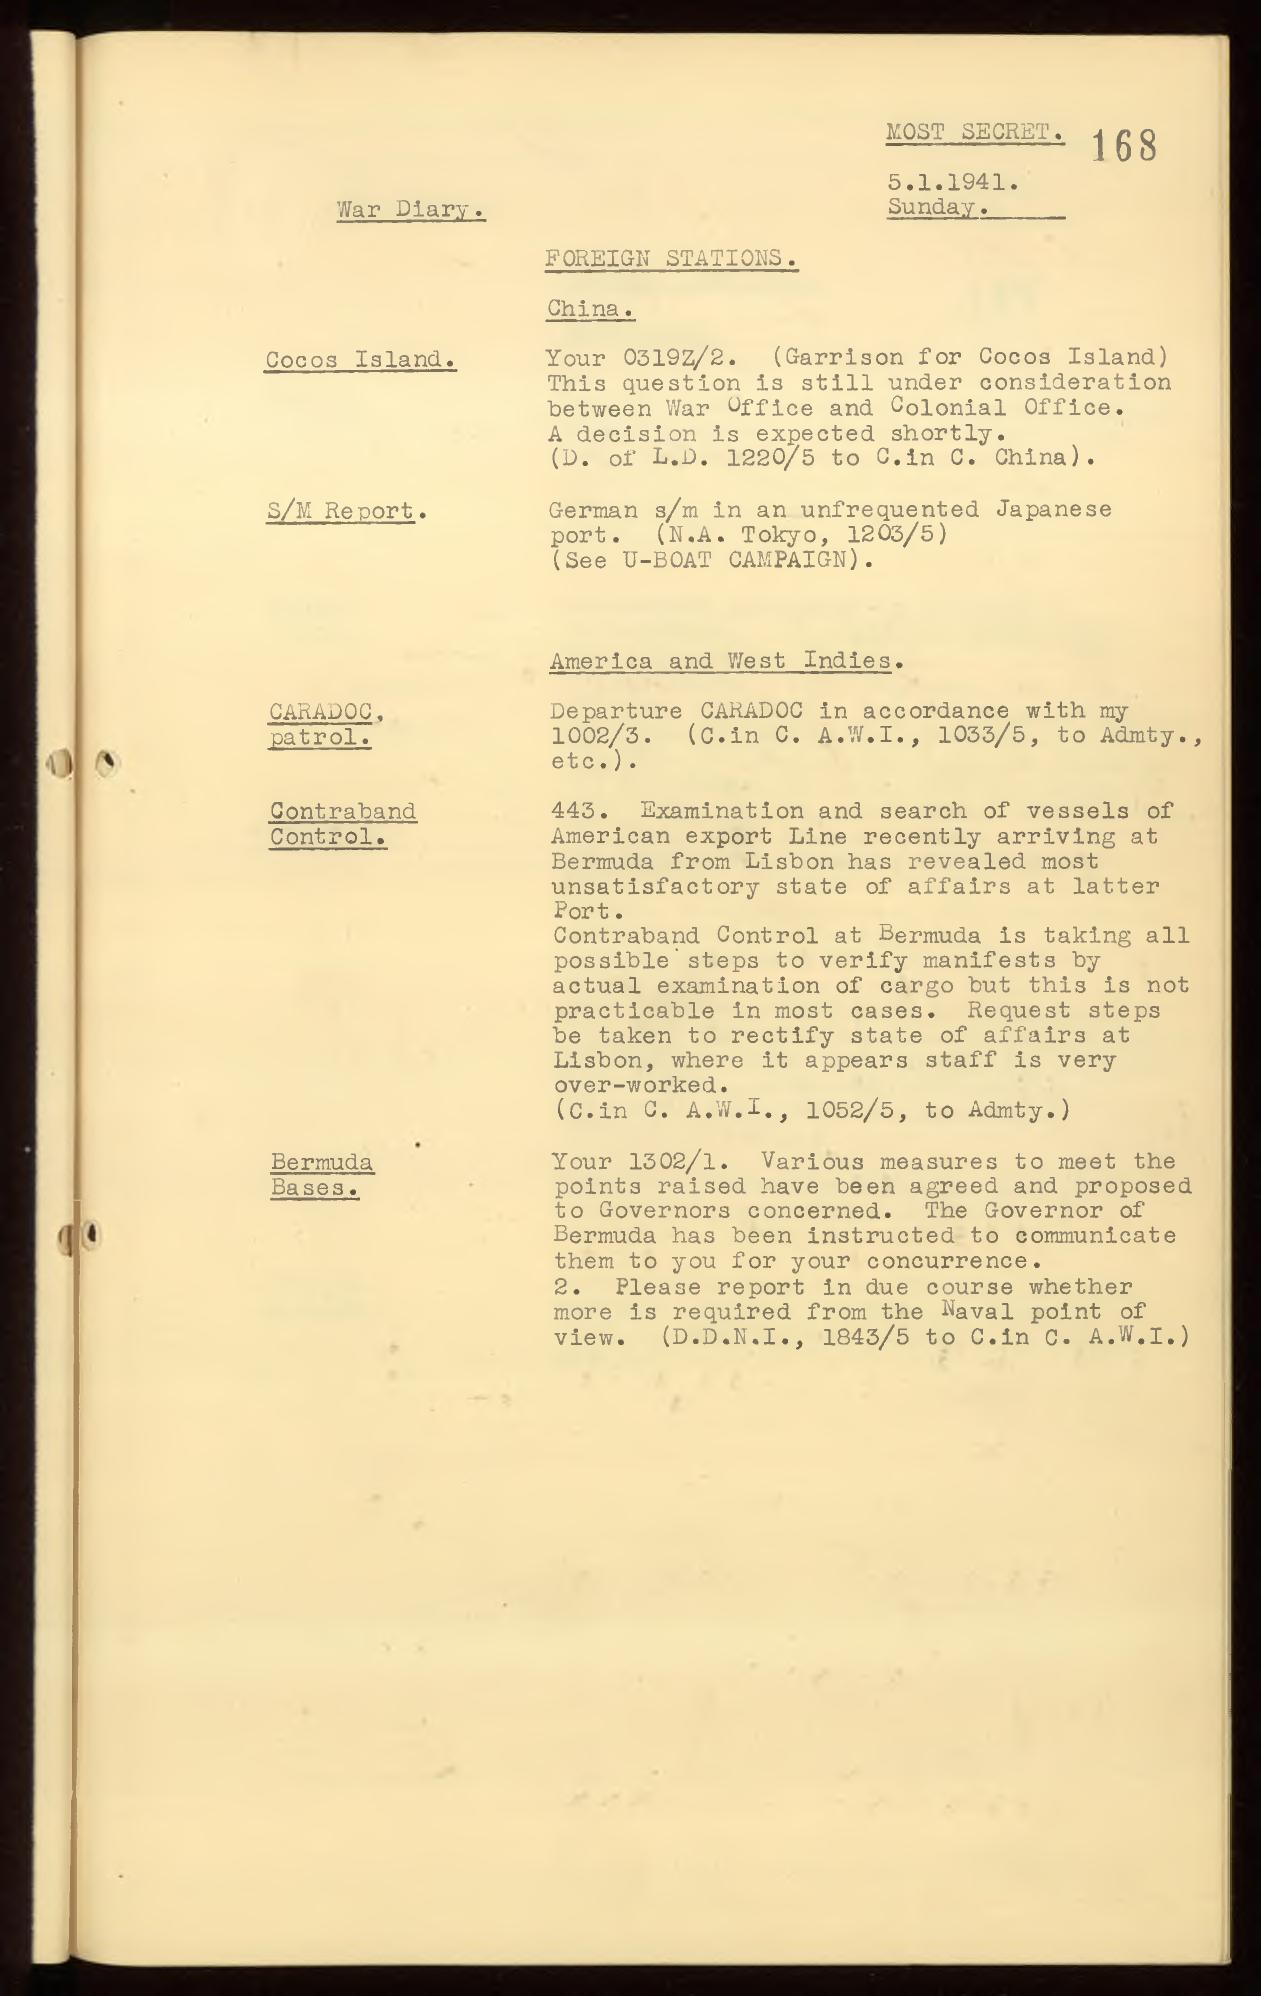 MOST SECRET. 168
5.1.1941.
War Diary.
Sunday.
FOREIGN STATIONS.
China.
Cocos Island.
Your 0319Z/2. (Garrison for Cocos Island)
This question is still under consideration
between War Office and Colonial Office.
A decision is expected shortly.
(D. of L.D. 1220/5 to C.in C. China).
S/M Report.
German s/m in an unfrequented Japanese
port. (N.A. Tokyo, 1203/5)
(See U-BOAT CAMPAIGN).
America and West Indies.
CARADOC,
patrol.
Departure CARADOC in accordance with my
1002/3. (C.in C. A.W.I., 1033/5, to Admty.,
etc.).
Contraband
Control.
443. Examination and search of vessels of
American export Line recently arriving at
Bermuda from Lisbon has revealed most
unsatisfactory state of affairs at latter
Port.
Contraband Control at Bermuda is taking all
possible steps to verify manifests by
actual examination of cargo but this is not
practicable in most cases. Request steps
be taken to rectify state of affairs at
Lisbon, where it appears staff is very
over-worked.
(C.in C. A.W.I., 1052/5, to Admty.)
Bermuda
Bases.
Your 1302/1. Various measures to meet the
points raised have been agreed and proposed
to Governors concerned. The Governor of
Bermuda has been instructed to communicate
them to you for your concurrence.
2. Please report in due course whether
more is required from the Naval point of
view. (D.D.N.I., 1843/5 to C.in C. A.W.I.)